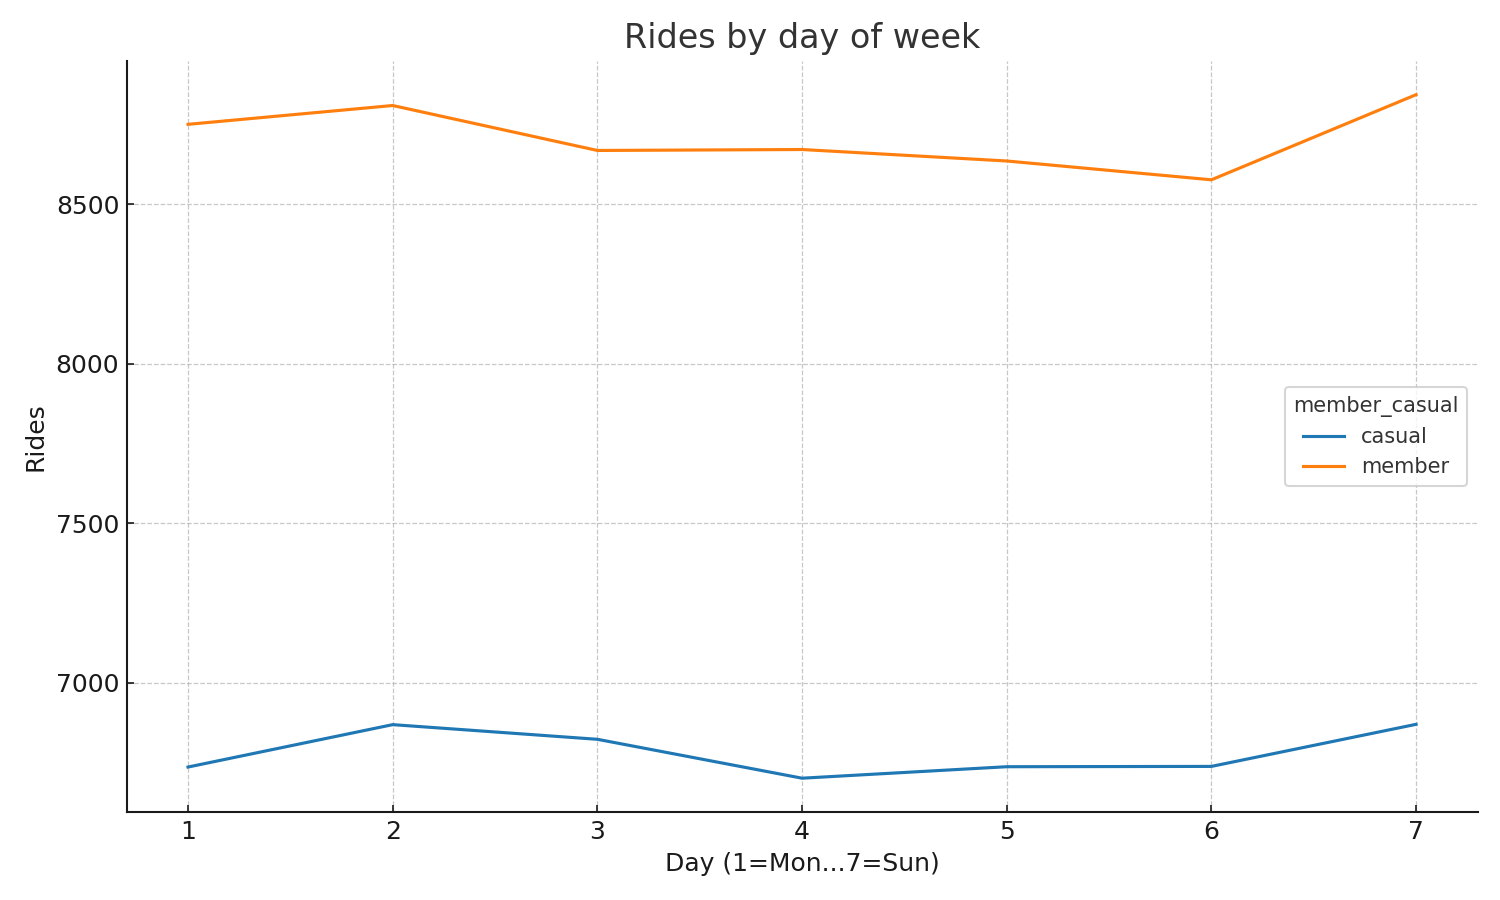 Rides by day of week
8500
8000
7500
7000
Rides
member_casual
casual
member
1 2 3 4 5 6 7
Day (1=Mon...7=Sun)